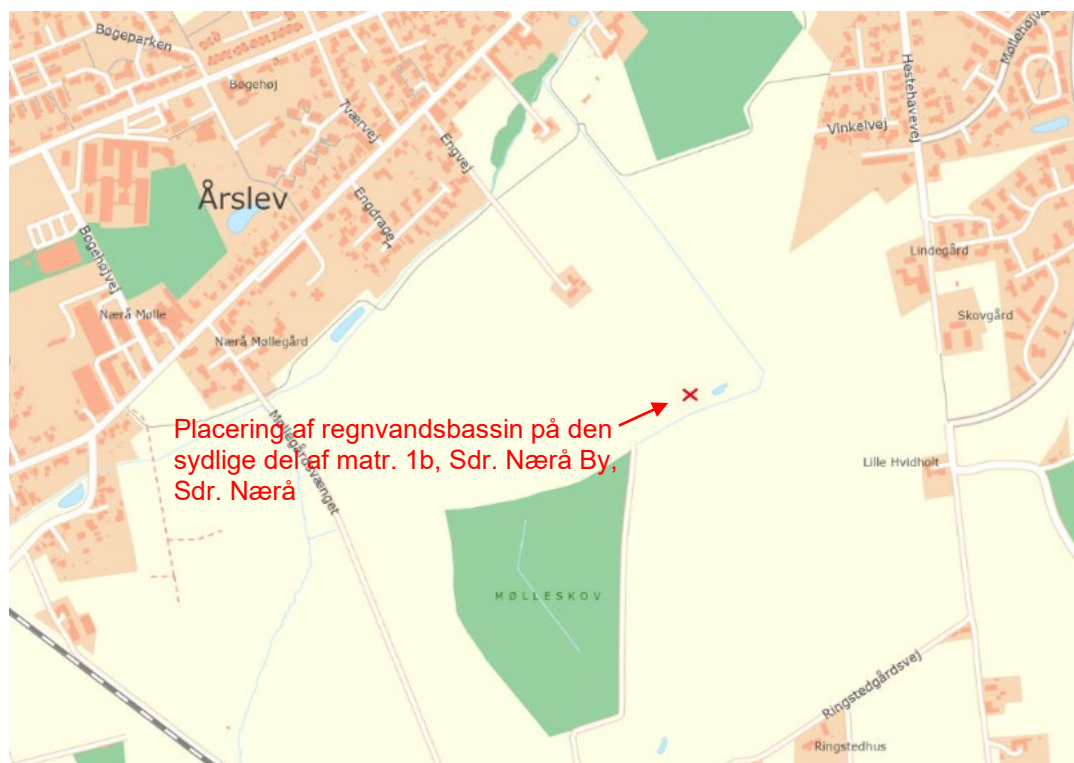 Bøgeparken
Bøgehøj
Tværvej
Engvej
Engdraget
Årslev
Bøgehøjvej
Nærå Mølle
Nærå Møllegård
Møllegårdsvænget
Placering af regnvandsbassin på den
sydlige del af matr. 1b, Sdr. Nærå By,
Sdr. Nærå
MØLLESKOV
Hestehavevej
Vinkelvej
Lindegård
Skovgård
Lille Hvidholt
Ringstedgårdsvej
Ringstedhus